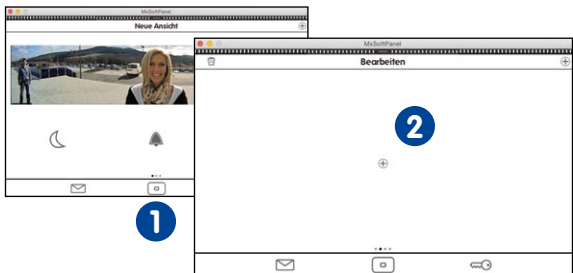 MxSoftPanel
Neue Ansicht
MxSoftPanel
Bearbeiten
1
2